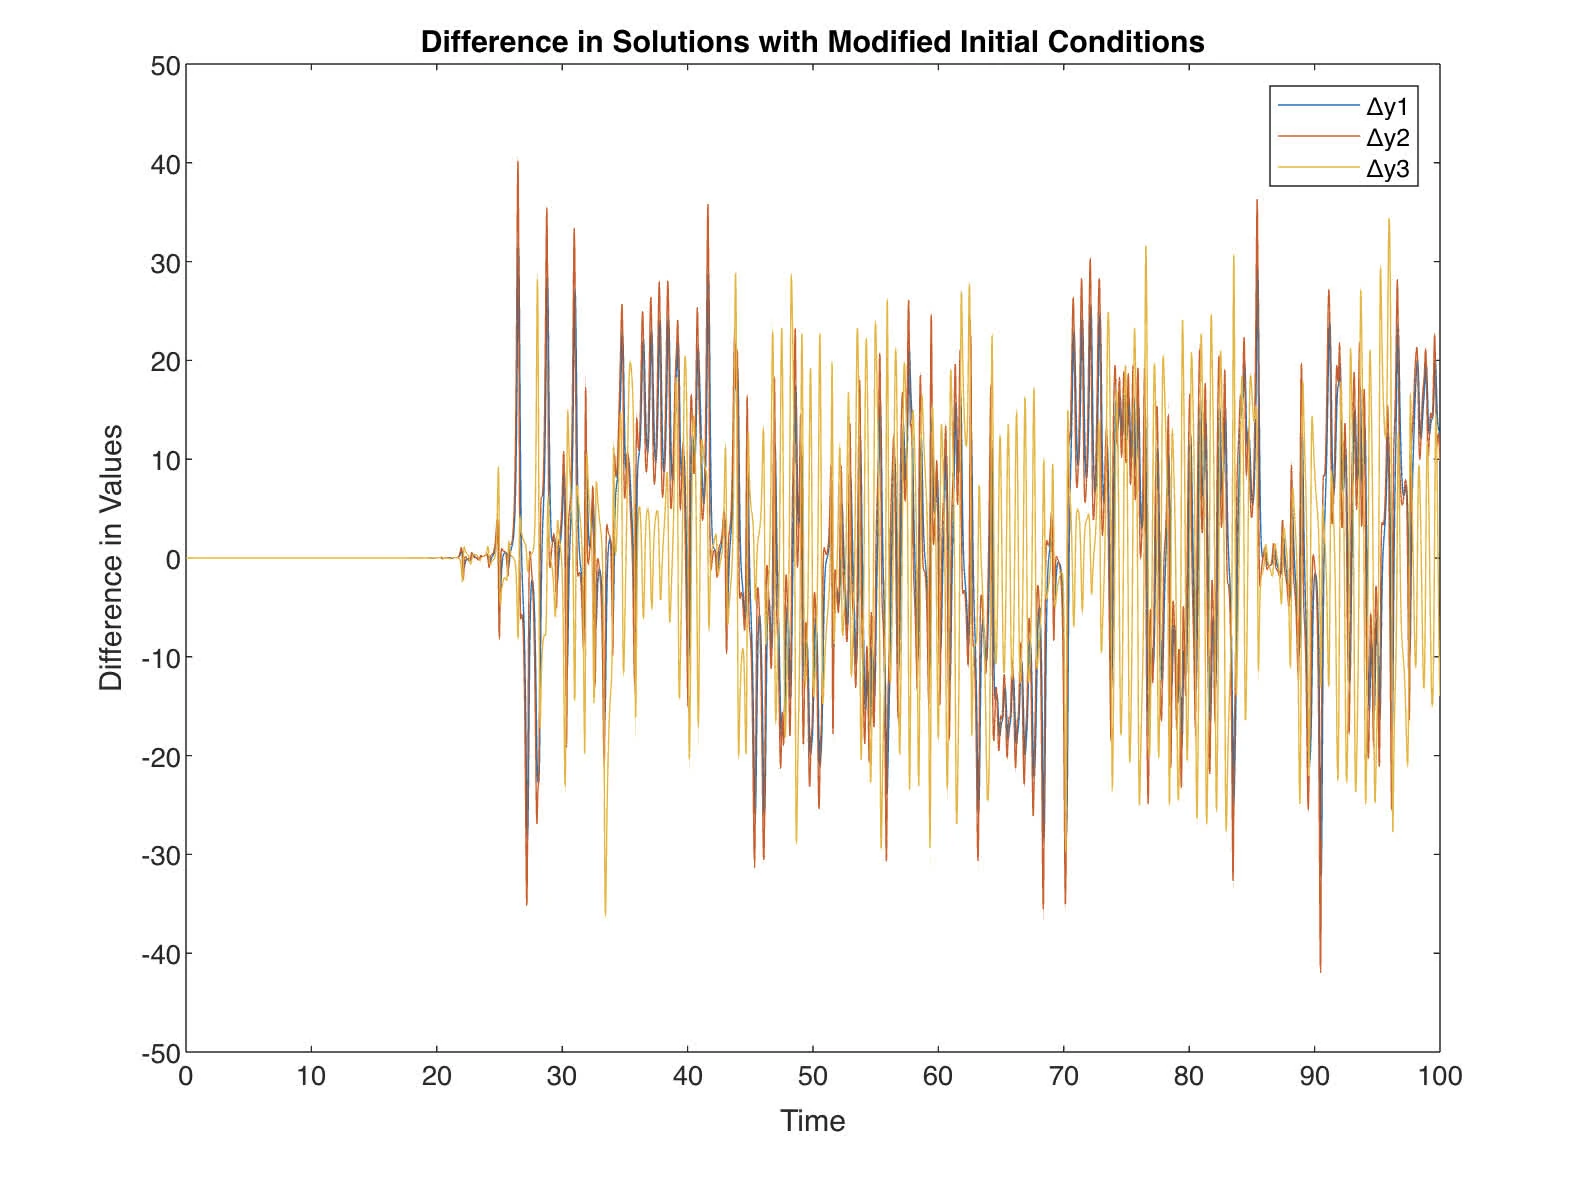 Difference in Solutions with Modified Initial Conditions
50
40
30
20
10
0
-10
-20
-30
-40
-50
Difference in Values
Δy1
Δy2
Δy3
0 10 20 30 40 50 60 70 80 90 100
Time